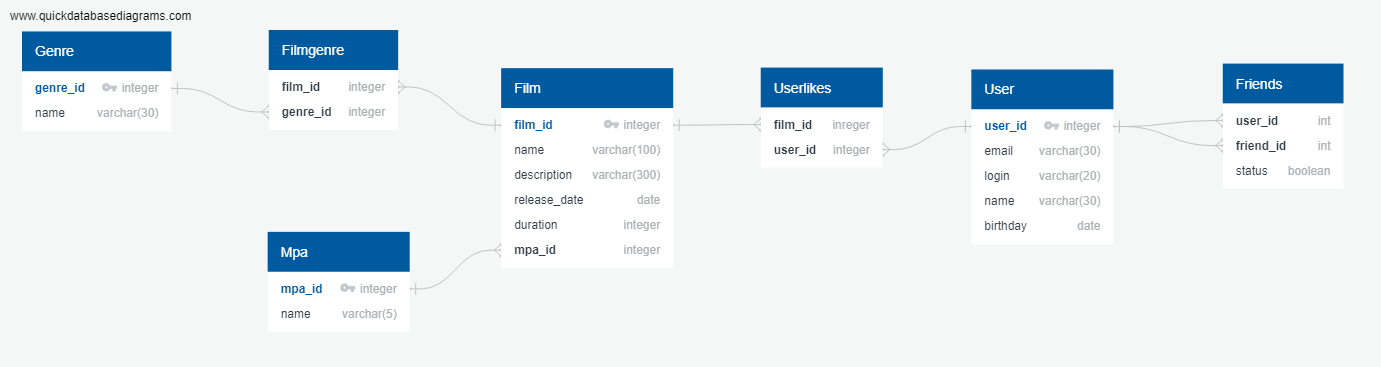 www.quickdatabasediagrams.com
Genre
genre_id integer
name varchar(30)
Filmgenre
film_id integer
genre_id integer
Film
film_id integer
name varchar(100)
description varchar(300)
release_date date
duration integer
mpa_id integer
Mpa
mpa_id integer
name varchar(5)
Userlikes
film_id inreger
user_id integer
User
user_id integer
email varchar(30)
login varchar(20)
name varchar(30)
birthday date
Friends
user_id int
friend_id int
status boolean